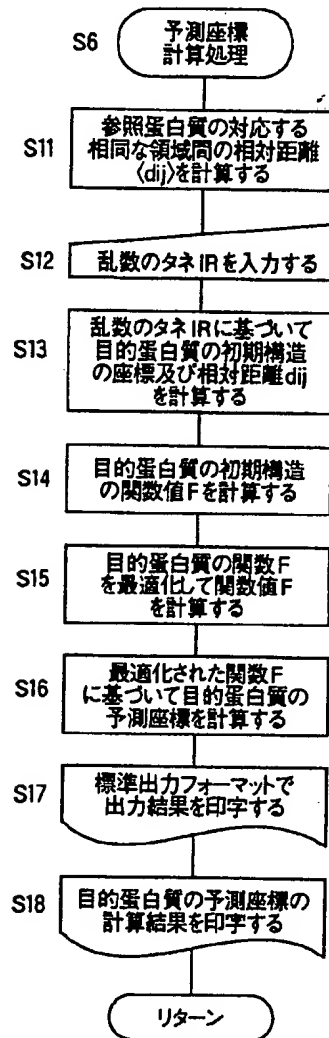 S6
予測座標
計算処理
S11
参照蛋白質の対応する
相同な領域間の相対距離
〈dij〉を計算する
S12
乱数のタネIRを入力する
S13
乱数のタネIRに基づいて
目的蛋白質の初期構造
の座標及び相対距離dij
を計算する
S14
目的蛋白質の初期構造
の関数値Fを計算する
S15
目的蛋白質の関数F
を最適化して関数値F
を計算する
S16
最適化された関数F
に基づいて目的蛋白質の
予測座標を計算する
S17
標準出力フォーマットで
出力結果を印字する
S18
目的蛋白質の予測座標の
計算結果を印字する
リターン